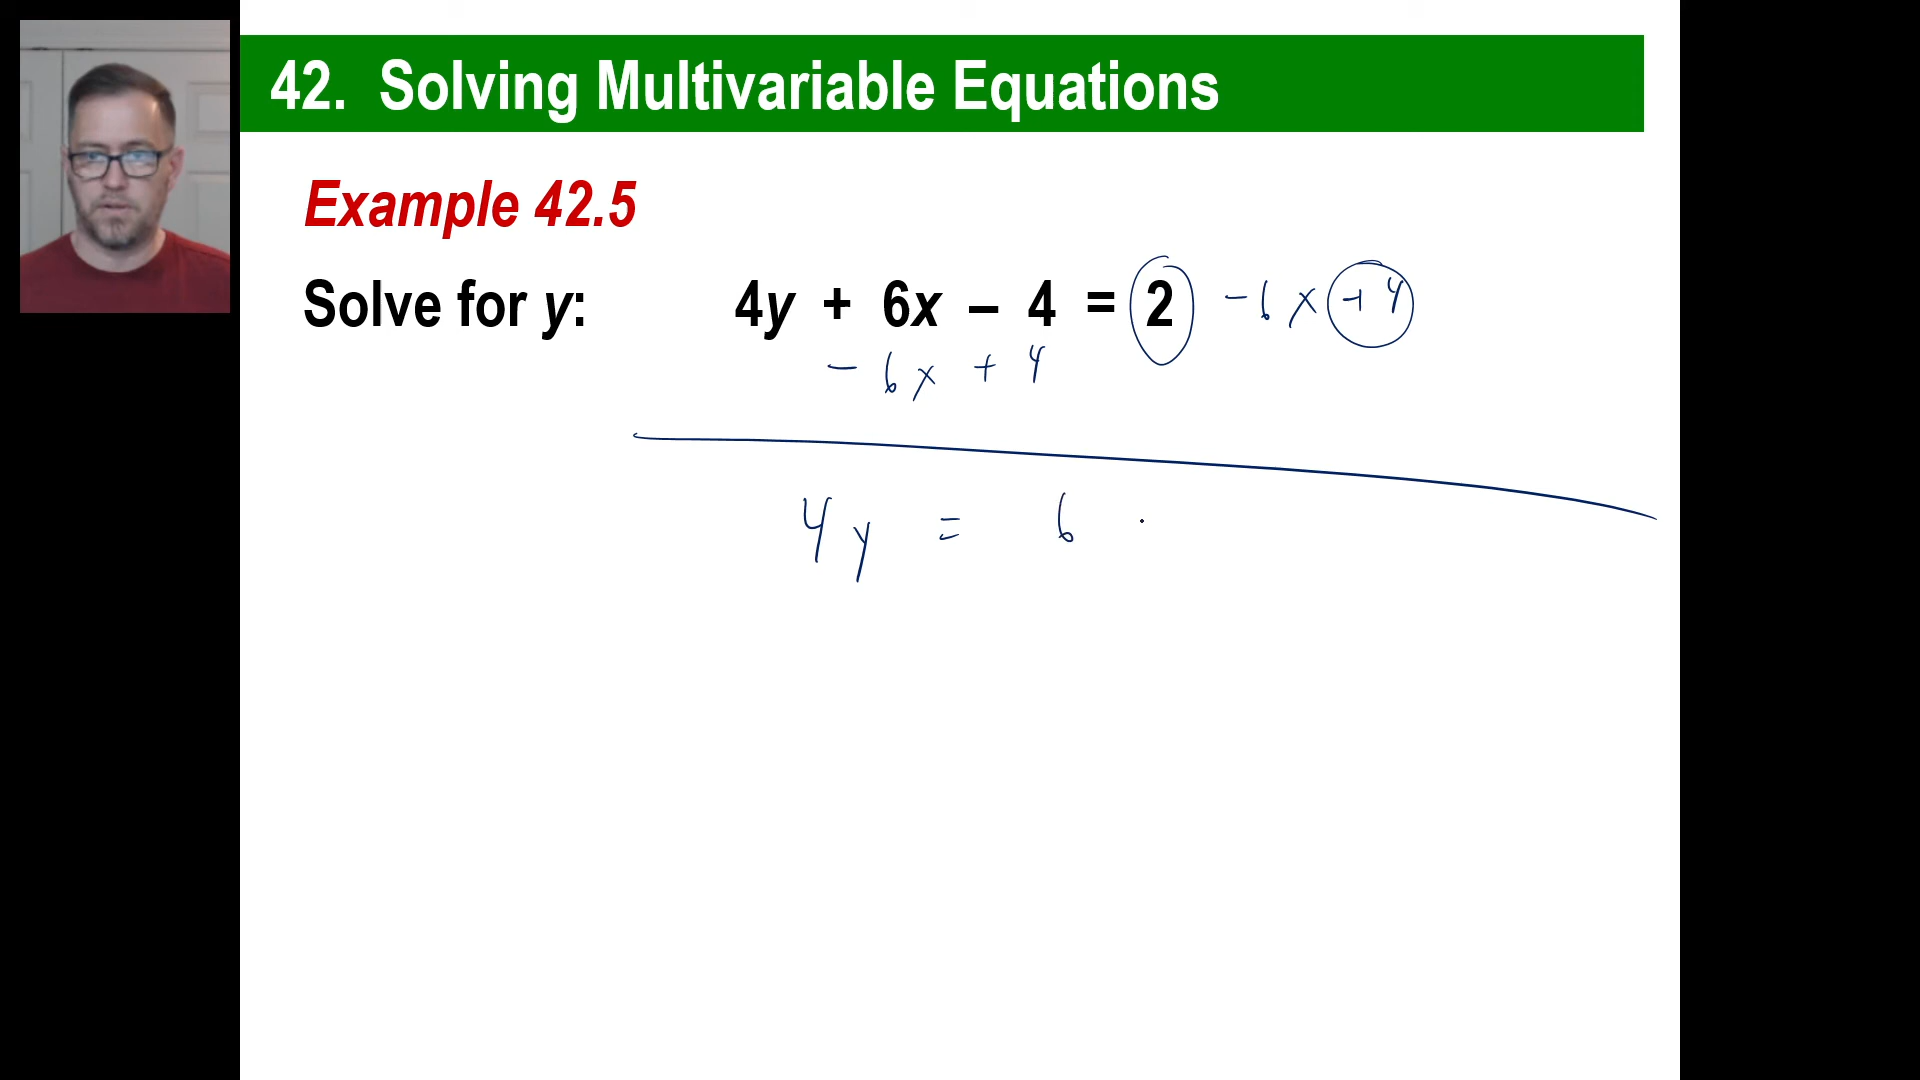 42. Solving Multivariable Equations
Example 42.5
Solve for y: 4y + 6x – 4 = 2 - 6x + 4
- 6x + 4
4y = 6